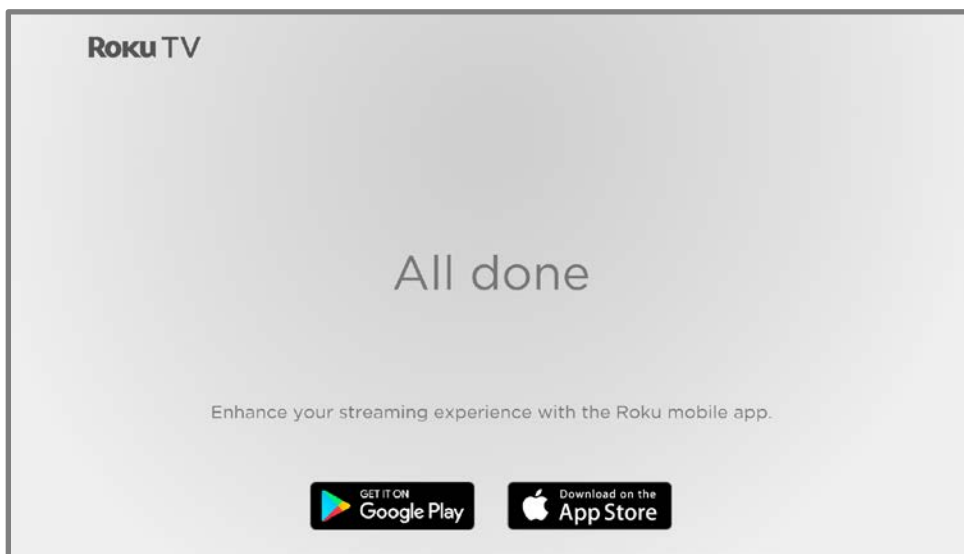 Roku TV
All done
Enhance your streaming experience with the Roku mobile app.
GET IT ON
Google Play
Download on the
App Store